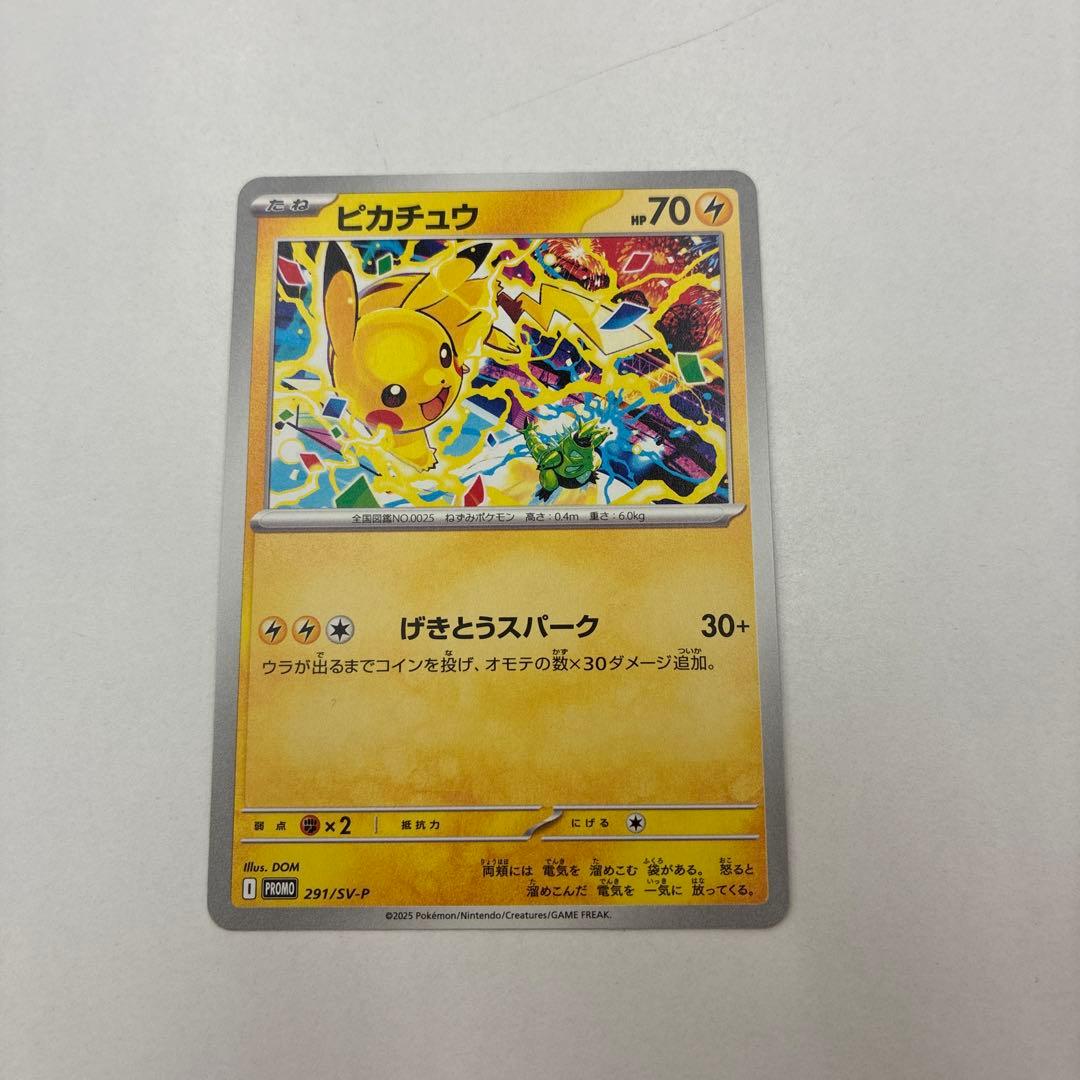 たね ピカチュウ HP70
全国図鑑NO.0025 ねずみポケモン 高さ:0.4m 重さ:6.0kg
げきとうスパーク 30+
ウラが出るまでコインを投げ、オモテの数×30ダメージ追加。
弱点 ×2 抵抗力 にげる
Illus. DOM
両頬には 電気を 溜めこむ 袋がある。 怒ると
溜めこんだ 電気を 一気に 放ってくる。
I PROMO 291/SV-P
©2025 Pokémon/Nintendo/Creatures/GAME FREAK.